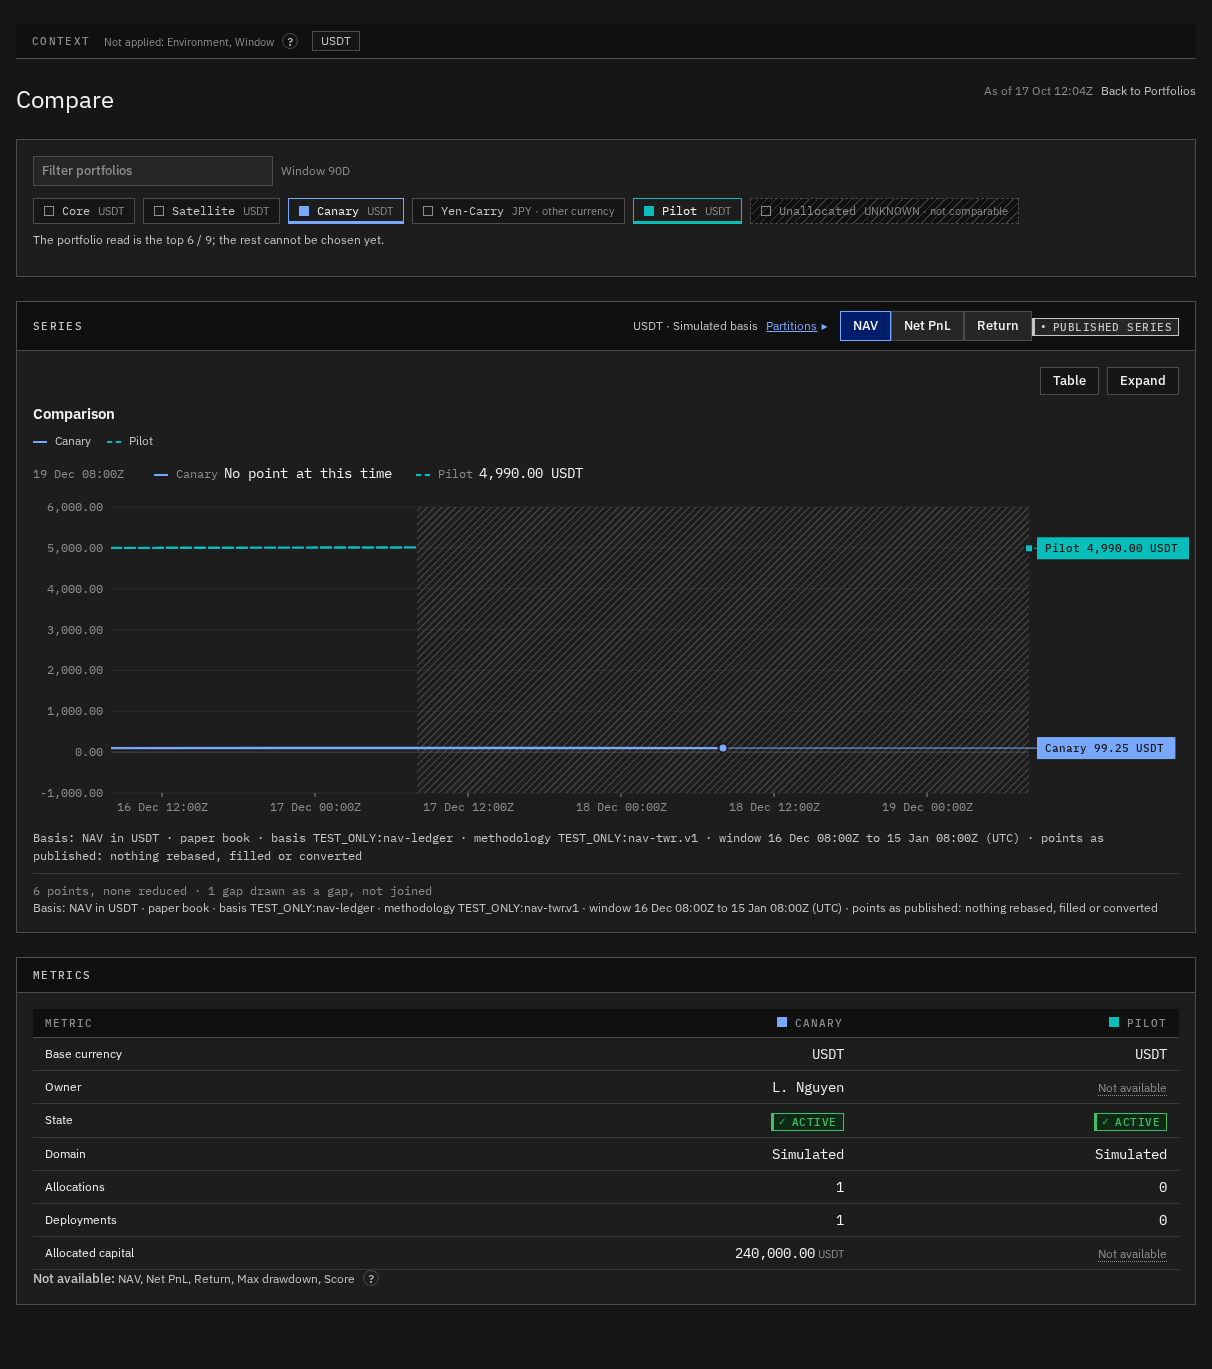 CONTEXT Not applied: Environment, Window ? USDT
Compare
As of 17 Oct 12:04Z Back to Portfolios
Filter portfolios Window 90D
Core USDT Satellite USDT Canary USDT Yen-Carry JPY · other currency Pilot USDT Unallocated UNKNOWN · not comparable
The portfolio read is the top 6 / 9; the rest cannot be chosen yet.
SERIES USDT · Simulated basis Partitions ▸ NAV Net PnL Return • PUBLISHED SERIES
Table Expand
Comparison
Canary Pilot
19 Dec 08:00Z Canary No point at this time Pilot 4,990.00 USDT
6,000.00
5,000.00 Pilot 4,990.00 USDT
4,000.00
3,000.00
2,000.00
1,000.00
0.00 Canary 99.25 USDT
-1,000.00
16 Dec 12:00Z 17 Dec 00:00Z 17 Dec 12:00Z 18 Dec 00:00Z 18 Dec 12:00Z 19 Dec 00:00Z
Basis: NAV in USDT · paper book · basis TEST_ONLY:nav-ledger · methodology TEST_ONLY:nav-twr.v1 · window 16 Dec 08:00Z to 15 Jan 08:00Z (UTC) · points as
published: nothing rebased, filled or converted
6 points, none reduced · 1 gap drawn as a gap, not joined
Basis: NAV in USDT · paper book · basis TEST_ONLY:nav-ledger · methodology TEST_ONLY:nav-twr.v1 · window 16 Dec 08:00Z to 15 Jan 08:00Z (UTC) · points as published: nothing rebased, filled or converted
METRICS
METRIC CANARY PILOT
Base currency USDT USDT
Owner L. Nguyen Not available
State ✓ ACTIVE ✓ ACTIVE
Domain Simulated Simulated
Allocations 1 0
Deployments 1 0
Allocated capital 240,000.00 USDT Not available
Not available: NAV, Net PnL, Return, Max drawdown, Score ?